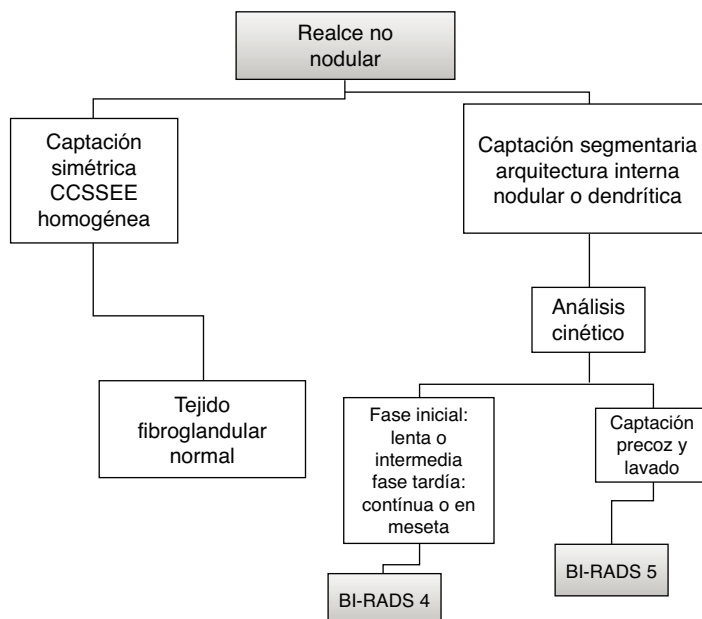 Realce no
nodular
Captación
simétrica
CCSSEE
homogénea
Captación segmentaria
arquitectura interna
nodular o dendrítica
Análisis
cinético
Tejido
fibroglandular
normal
Fase inicial:
lenta o
intermedia
fase tardía:
contínua o en
meseta
Captación
precoz y
lavado
BI-RADS 4
BI-RADS 5